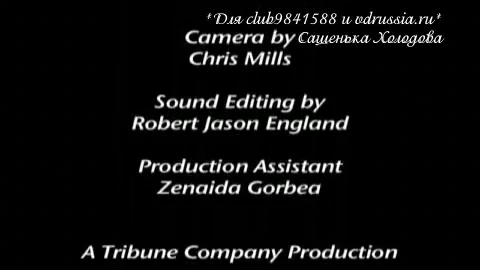 *Для club9841588 и vdrussia.ru*
Camera by Сашенька Холодова
Chris Mills
Sound Editing by
Robert Jason England
Production Assistant
Zenaida Gorbea
A Tribune Company Production